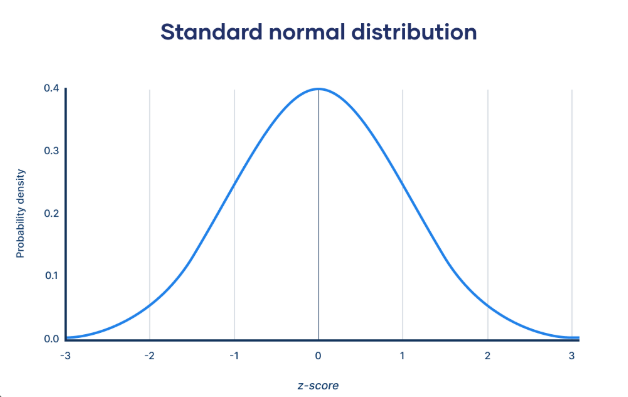 Standard normal distribution
0.4
0.3
0.2
0.1
0.0
Probability density
-3 -2 -1 0 1 2 3
z-score